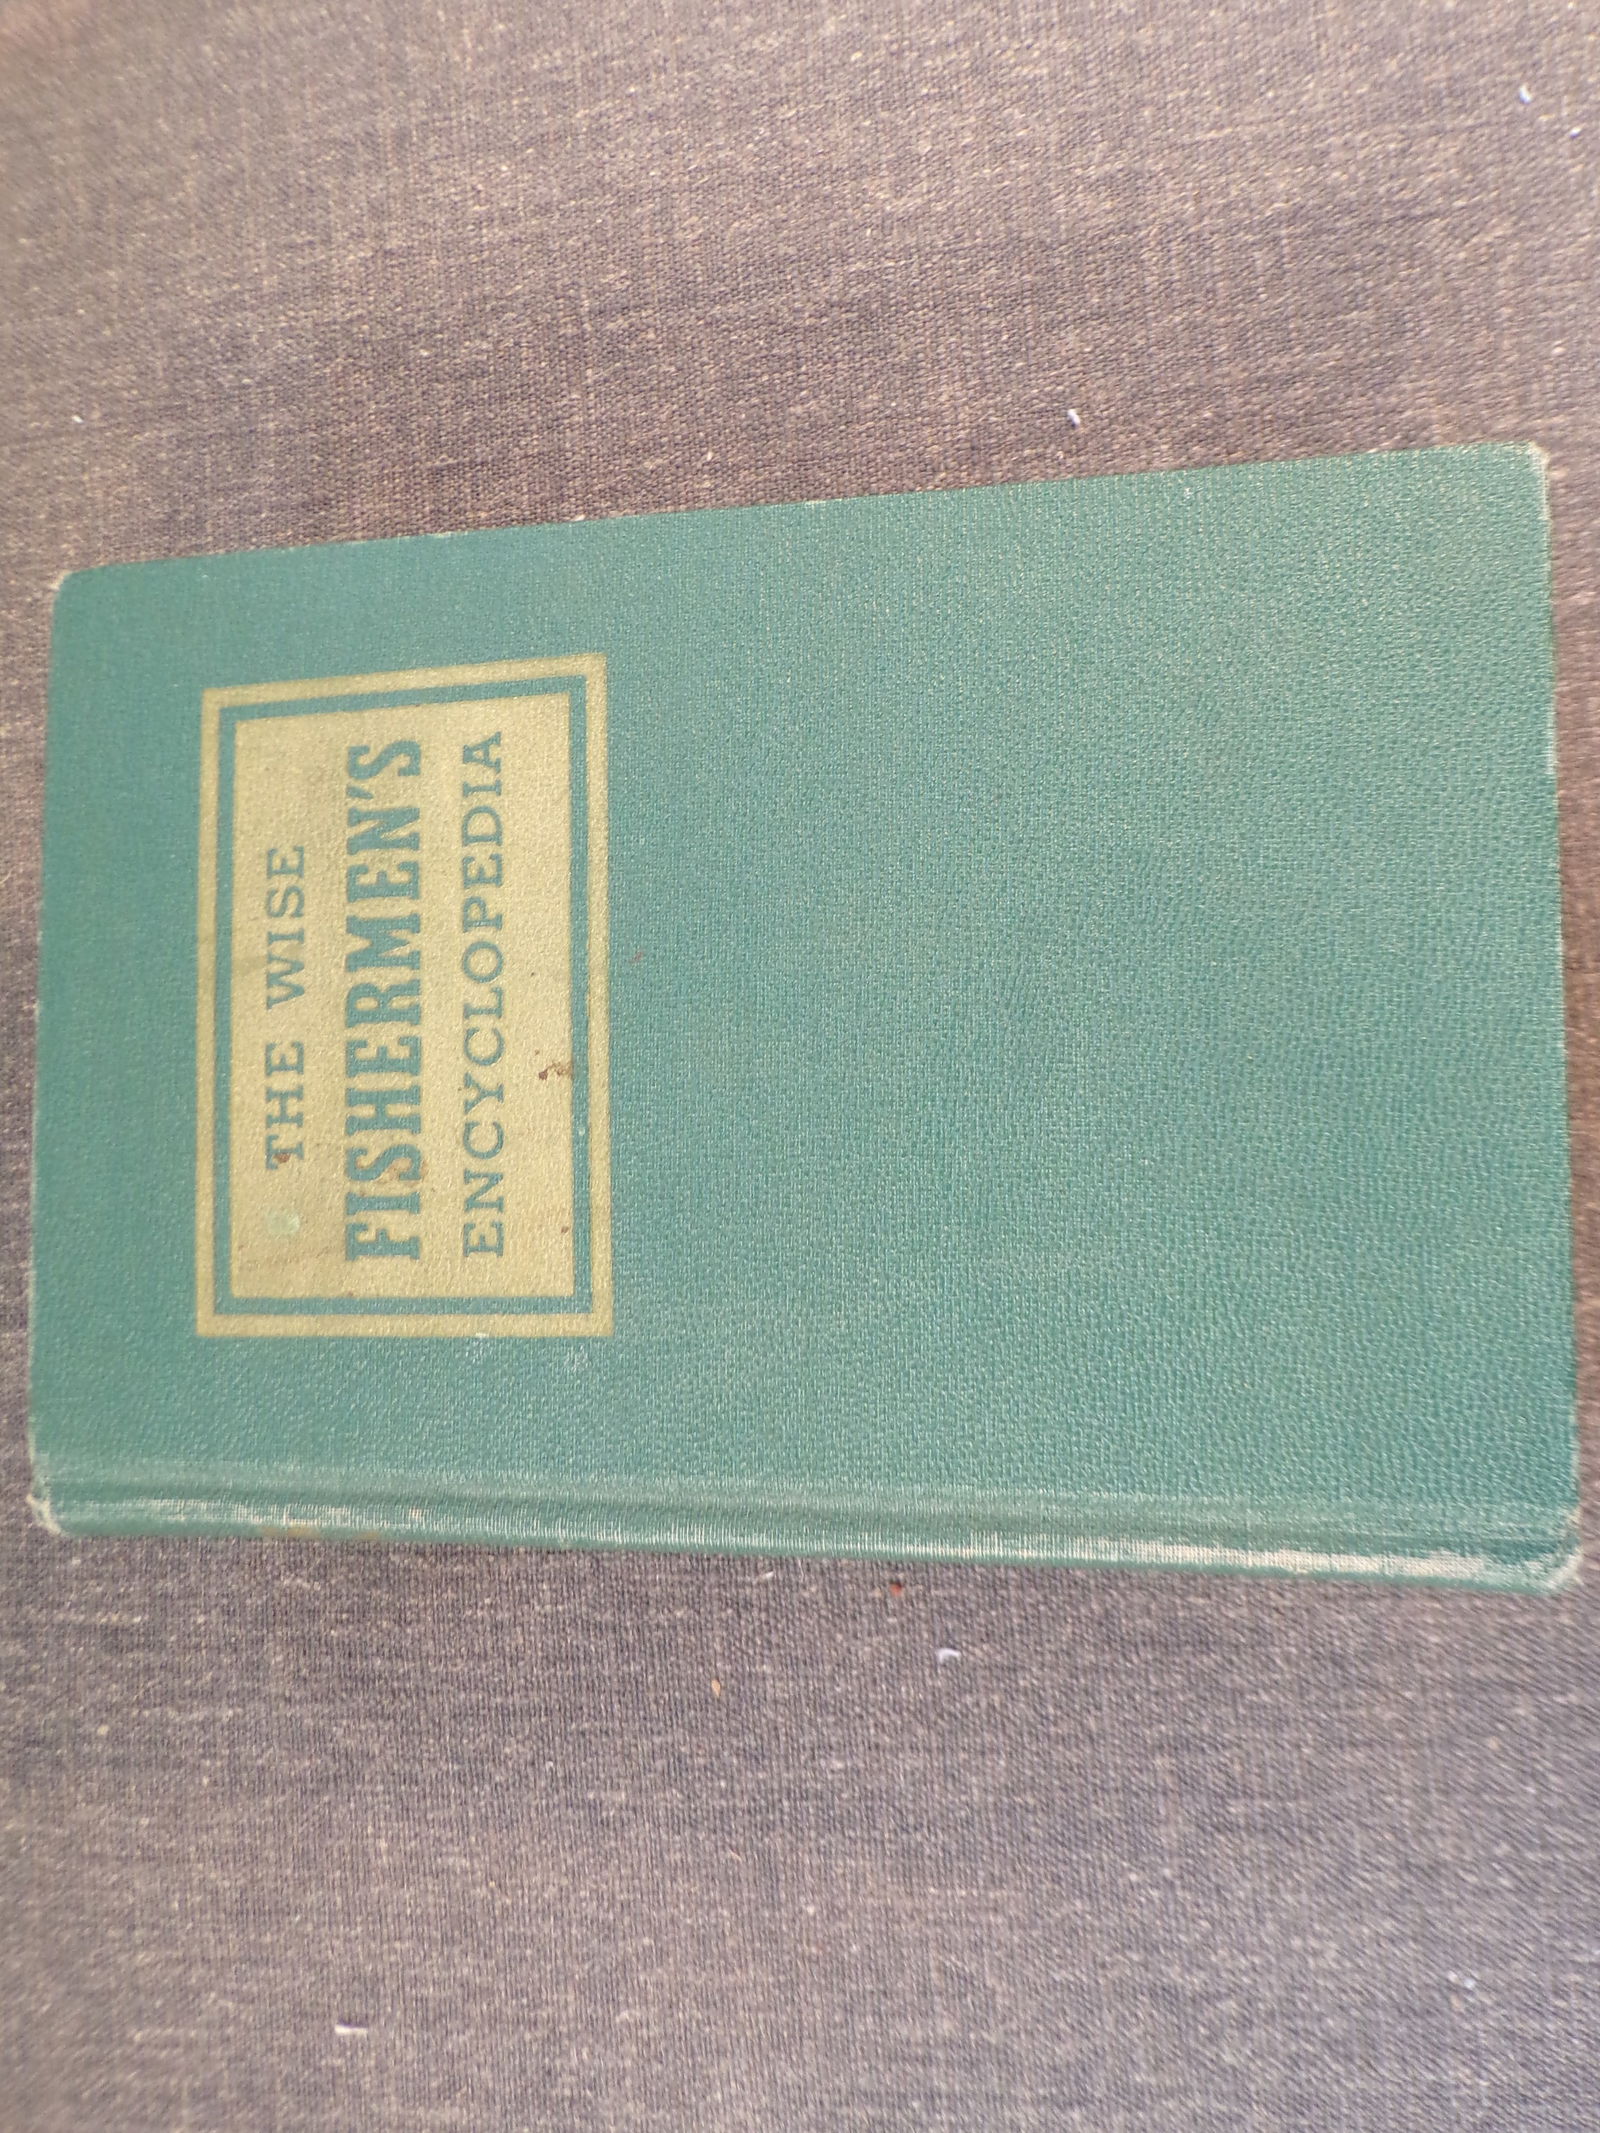 THE WISE
FISHERMEN'S
ENCYCLOPEDIA